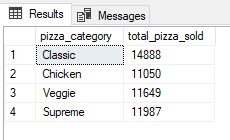 Results Messages
pizza_category total_pizza_sold
1 Classic 14888
2 Chicken 11050
3 Veggie 11649
4 Supreme 11987